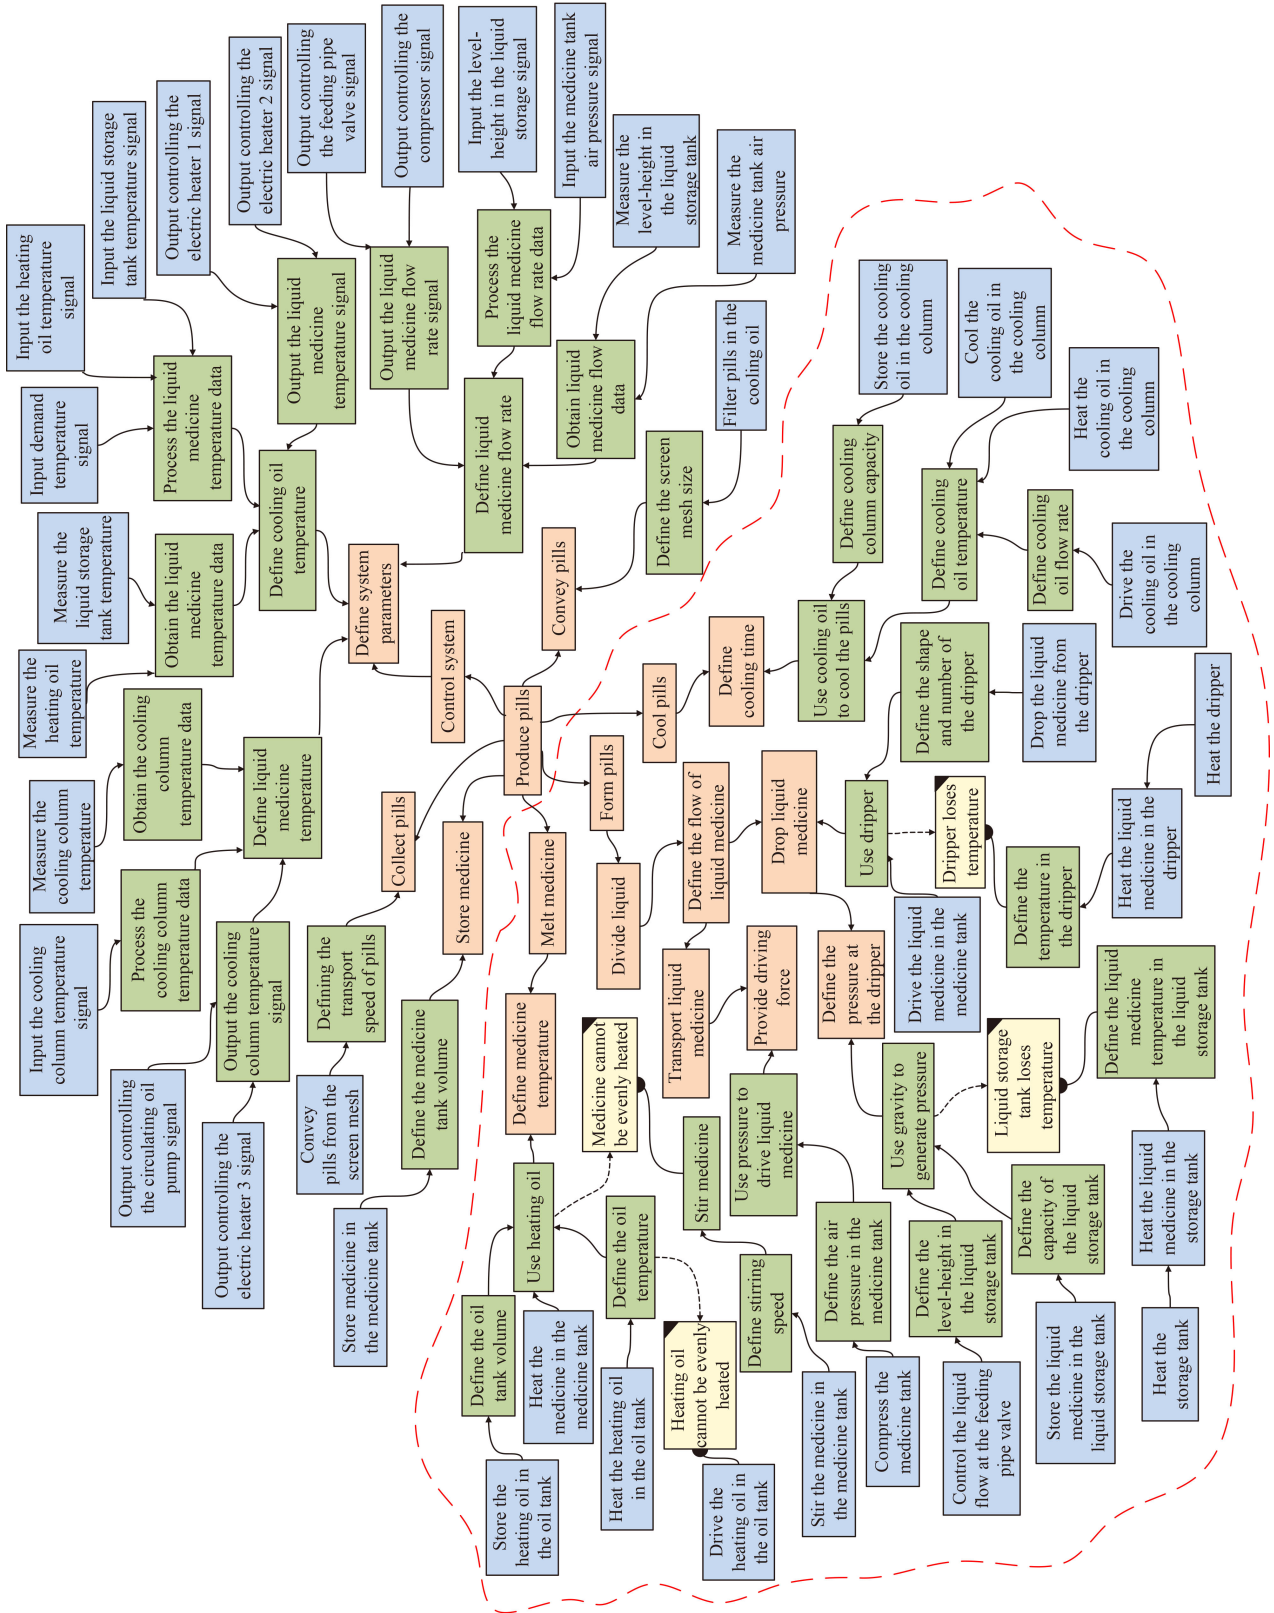 Input the heating
oil temperature
signal
Input the liquid storage
tank temperature signal
Output controlling the
electric heater 1 signal
Output controlling the
electric heater 2 signal
Output controlling
the feeding pipe
valve signal
Output controlling the
compressor signal
Input the level-
height in the liquid
storage signal
Input the medicine tank
air pressure signal
Measure the
level-height in
the liquid
storage tank
Measure the
medicine tank air
pressure
Input demand
temperature
signal
Process the liquid
medicine
temperature data
Output the liquid
medicine
temperature signal
Output the liquid
medicine flow
rate signal
Process the
liquid medicine
flow rate data
Obtain liquid
medicine flow
data
Filter pills in the
cooling oil
Store the cooling
oil in the cooling
column
Cool the
cooling oil in
the cooling
column
Heat the
cooling oil in
the cooling
column
Measure the
liquid storage
tank temperature
Obtain the liquid
medicine
temperature data
Define cooling oil
temperature
Define liquid
medicine flow rate
Define the screen
mesh size
Define cooling
column capacity
Define cooling
oil temperature
Define cooling
oil flow rate
Drive the
cooling oil in
the cooling
column
Measure the
heating oil
temperature
Define system
parameters
Convey pills
Control system
Produce pills
Cool pills
Define
cooling time
Use cooling oil
to cool the pills
Define the shape
and number of
the dripper
Drop the liquid
medicine from
the dripper
Heat the dripper
Measure the
cooling column
temperature
Obtain the cooling
column
temperature data
Define liquid
medicine
temperature
Collect pills
Store medicine
Melt medicine
Form pills
Divide liquid
Define the flow of
liquid medicine
Drop liquid
medicine
Use dripper
Dripper loses
temperature
Define the
temperature in
the dripper
Heat the liquid
medicine in the
dripper
Input the cooling
column temperature
signal
Process the
cooling column
temperature data
Output the cooling
column temperature
signal
Defining the
transport
speed of pills
Define the medicine
tank volume
Define medicine
temperature
Medicine cannot
be evenly heated
Transport liquid
medicine
Provide driving
force
Define the
pressure at
the dripper
Drive the liquid
medicine in the
medicine tank
Liquid storage
tank loses
temperature
Define the liquid
medicine
temperature in
the liquid
storage tank
Output controlling
the circulating oil
pump signal
Output controlling the
electric heater 3 signal
Convey
pills from the
screen mesh
Store medicine in
the medicine tank
Use heating oil
Define the oil
temperature
Stir medicine
Use pressure to
drive liquid
medicine
Use gravity to
generate pressure
Define the
capacity of
the liquid
storage tank
Heat the liquid
medicine in the
storage tank
Define the oil
tank volume
Heat the
medicine in the
medicine tank
Heat the heating oil
in the oil tank
Heating oil
cannot be evenly
heated
Define stirring
speed
Define the air
pressure in the
medicine tank
Define the
level-height in
the liquid
storage tank
Store the liquid
medicine in the
liquid storage tank
Heat the
storage tank
Store the
heating oil in
the oil tank
Drive the
heating oil in
the oil tank
Stir the medicine in
the medicine tank
Compress the
medicine tank
Control the liquid
flow at the feeding
pipe valve